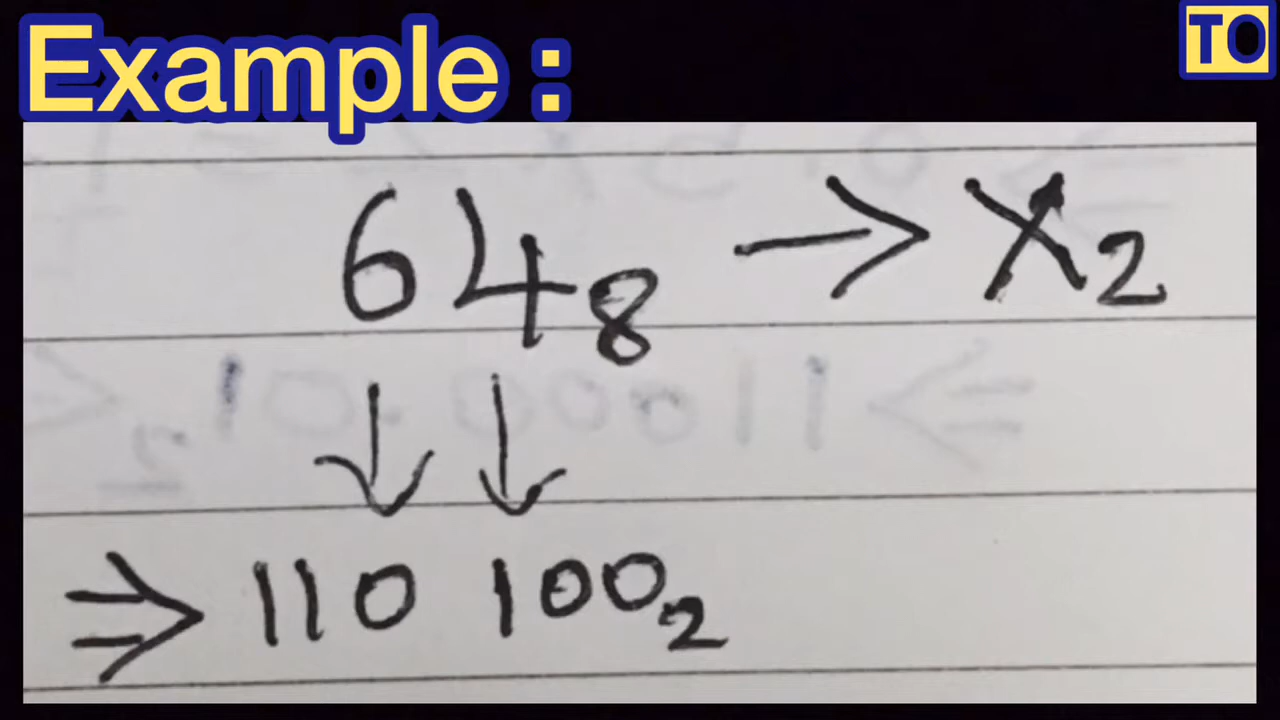 Example :
TO
64₈ → X₂
↓ ↓
⇒ 110 100₂